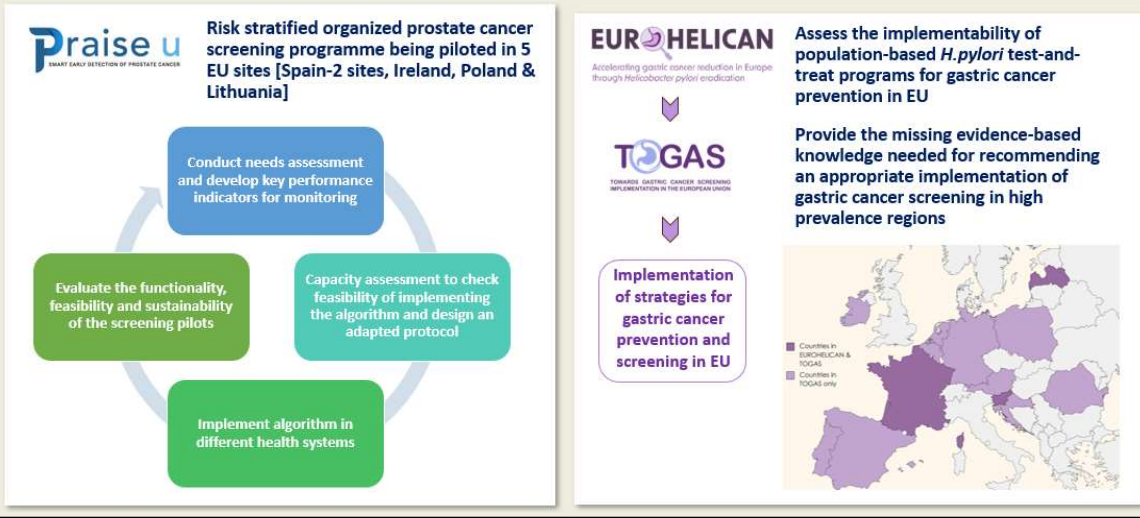 Praise u
SMART EARLY DETECTION OF PROSTATE CANCER
Risk stratified organized prostate cancer
screening programme being piloted in 5
EU sites [Spain-2 sites, Ireland, Poland &
Lithuania]
Conduct needs assessment
and develop key performance
indicators for monitoring
Evaluate the functionality,
feasibility and sustainability
of the screening pilots
Capacity assessment to check
feasibility of implementing
the algorithm and design an
adapted protocol
Implement algorithm in
different health systems
EUROHELICAN
Accelerating gastric cancer reduction in Europe
through Helicobacter pylori eradication
Assess the implementability of
population-based H.pylori test-and-
treat programs for gastric cancer
prevention in EU
TOGAS
TOWARDS GASTRIC CANCER SCREENING
IMPLEMENTATION IN THE EUROPEAN UNION
Provide the missing evidence-based
knowledge needed for recommending
an appropriate implementation of
gastric cancer screening in high
prevalence regions
Implementation
of strategies for
gastric cancer
prevention and
screening in EU
Countries in
EUROHELICAN &
TOGAS
Countries in
TOGAS only